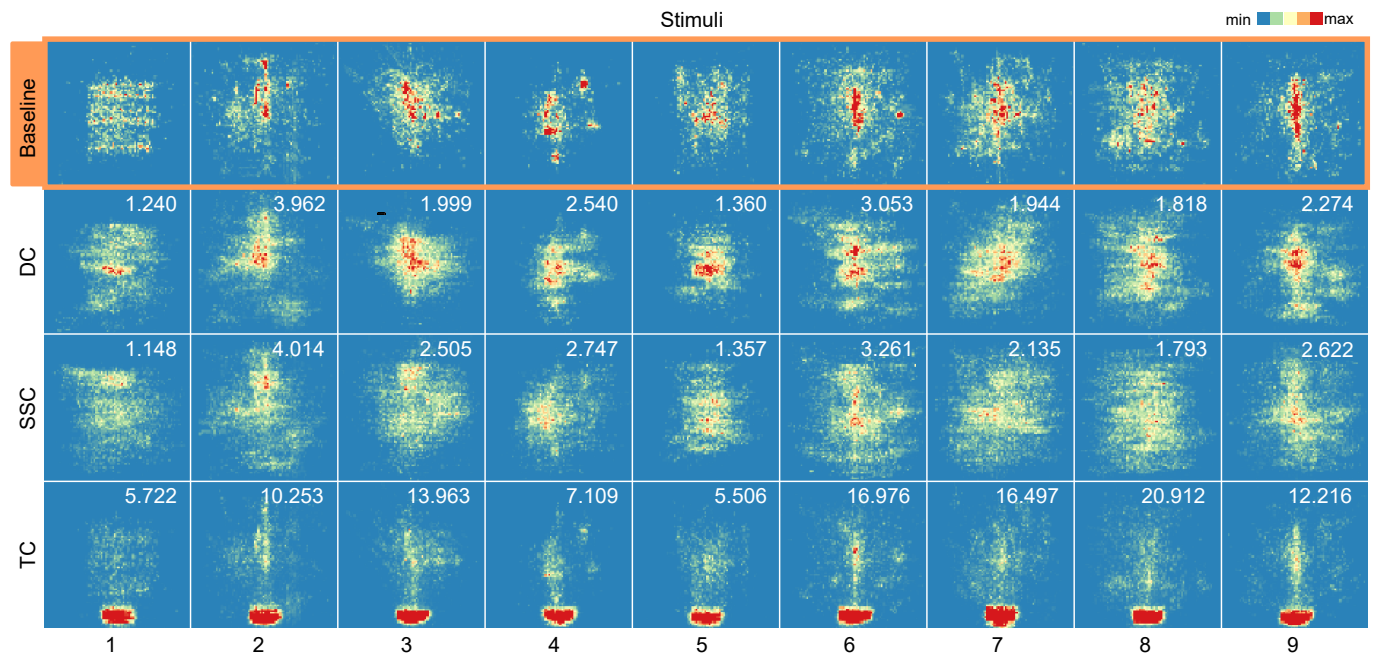 Stimuli
min max
Baseline
DC 1.240 3.962 1.999 2.540 1.360 3.053 1.944 1.818 2.274
SSC 1.148 4.014 2.505 2.747 1.357 3.261 2.135 1.793 2.622
TC 5.722 10.253 13.963 7.109 5.506 16.976 16.497 20.912 12.216
1 2 3 4 5 6 7 8 9